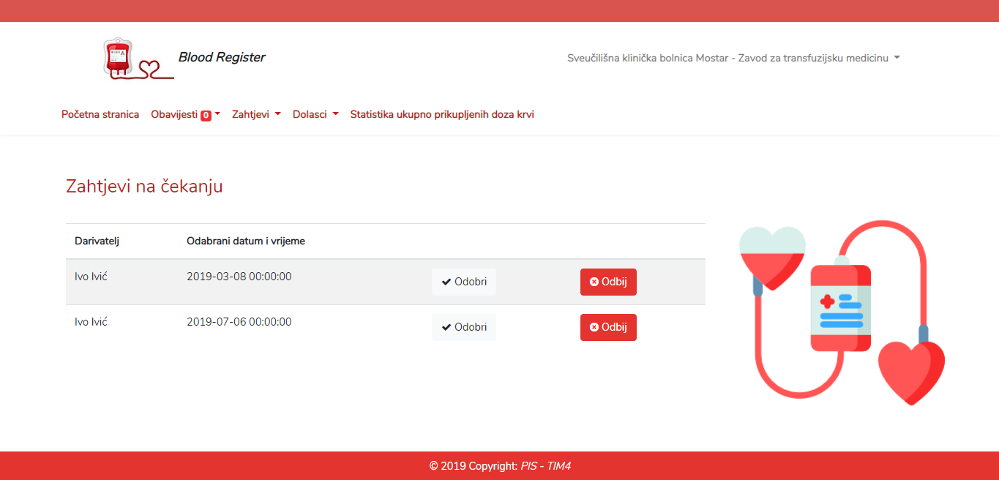 Blood Register
Sveučilišna klinička bolnica Mostar - Zavod za transfuzijsku medicinu
Početna stranica Obavijesti 0 Zahtjevi Dolasci Statistika ukupno prikupljenih doza krvi
Zahtjevi na čekanju
Darivatelj Odabrani datum i vrijeme
Ivo Ivić 2019-03-08 00:00:00 Odobri Odbij
Ivo Ivić 2019-07-06 00:00:00 Odobri Odbij
© 2019 Copyright: PIS - TIM4